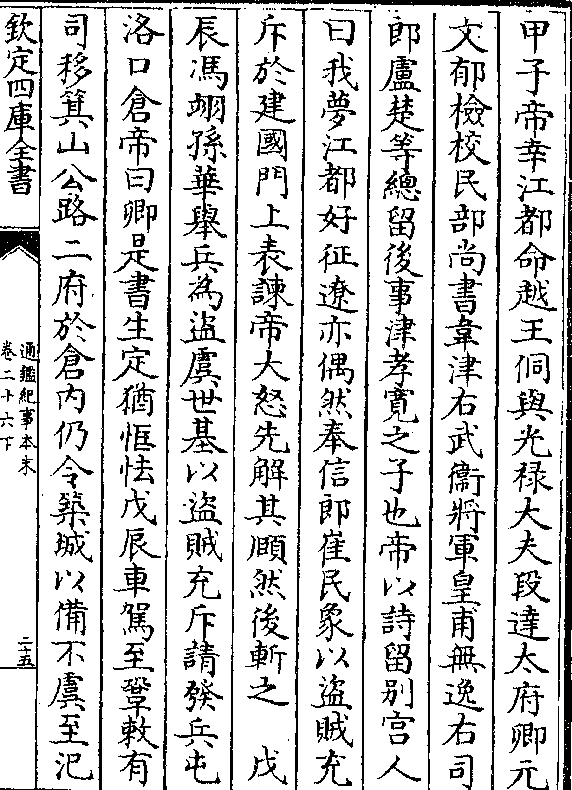 甲子帝幸江都命越王侗與光禄大夫段達太府卿元
文郁檢校民部尚書韋津右武衞將軍皇甫無逸右司
郎盧楚等總留後事津孝寛之子也帝以詩留别宫人
曰我夢江都好征遼亦偶然奉信郎崔民象以盜賊充
斥於建國門上表諫帝大怒先解其頤然後斬之　戊
辰馮翊孫華舉兵為盜虞世基以盜賊充斥請發兵屯
洛口倉帝曰卿是書生定猶恇怯戊辰車駕至鞏敕有
司移箕山公路二府於倉内仍令築城以備不虞至汜
欽定四庫全書
通鑑紀事本末
卷二十六下
二十五